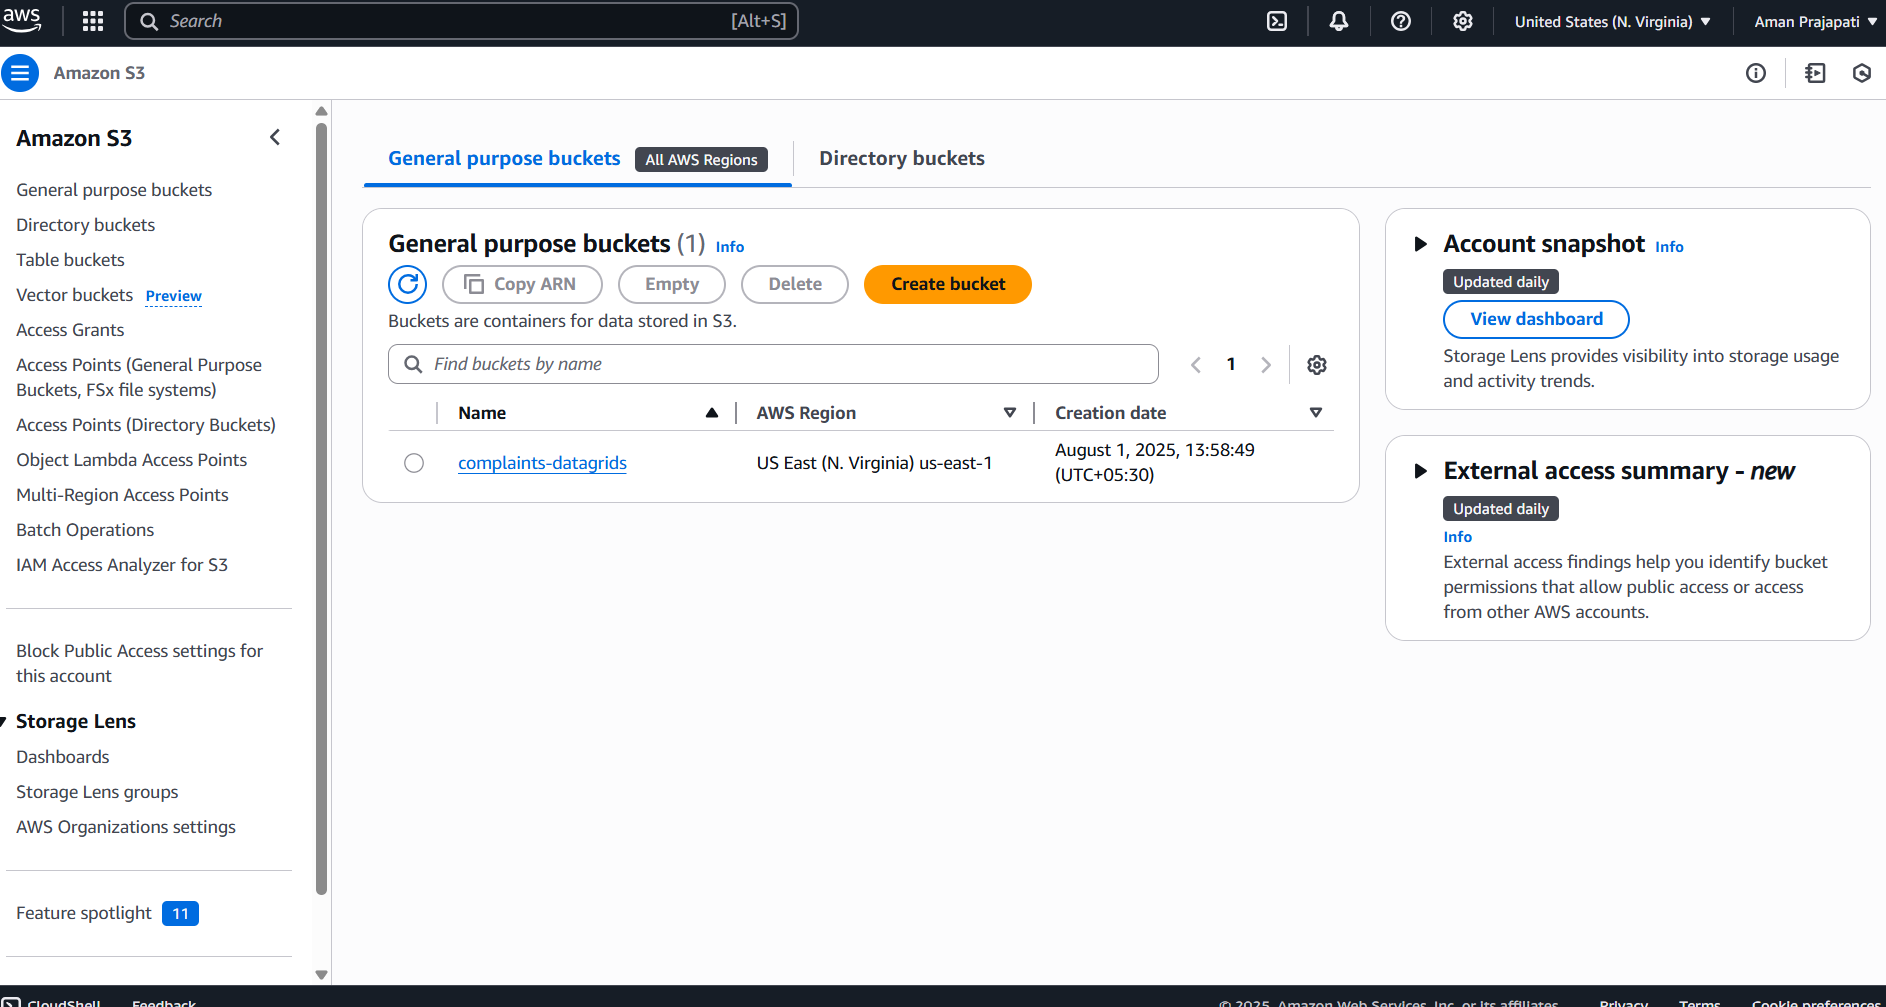 aws
Search [Alt+S]
United States (N. Virginia)
Aman Prajapati
Amazon S3
Amazon S3
General purpose buckets
Directory buckets
Table buckets
Vector buckets Preview
Access Grants
Access Points (General Purpose
Buckets, FSx file systems)
Access Points (Directory Buckets)
Object Lambda Access Points
Multi-Region Access Points
Batch Operations
IAM Access Analyzer for S3
Block Public Access settings for
this account
Storage Lens
Dashboards
Storage Lens groups
AWS Organizations settings
Feature spotlight 11
General purpose buckets All AWS Regions
Directory buckets
General purpose buckets (1) Info
Copy ARN
Empty
Delete
Create bucket
Buckets are containers for data stored in S3.
Find buckets by name
1
Name
AWS Region
Creation date
complaints-datagrids
US East (N. Virginia) us-east-1
August 1, 2025, 13:58:49
(UTC+05:30)
Account snapshot Info
Updated daily
View dashboard
Storage Lens provides visibility into storage usage
and activity trends.
External access summary - new
Updated daily
Info
External access findings help you identify bucket
permissions that allow public access or access
from other AWS accounts.
CloudShell
Feedback
© 2025, Amazon Web Services, Inc. or its affiliates.
Privacy
Terms
Cookie preferences